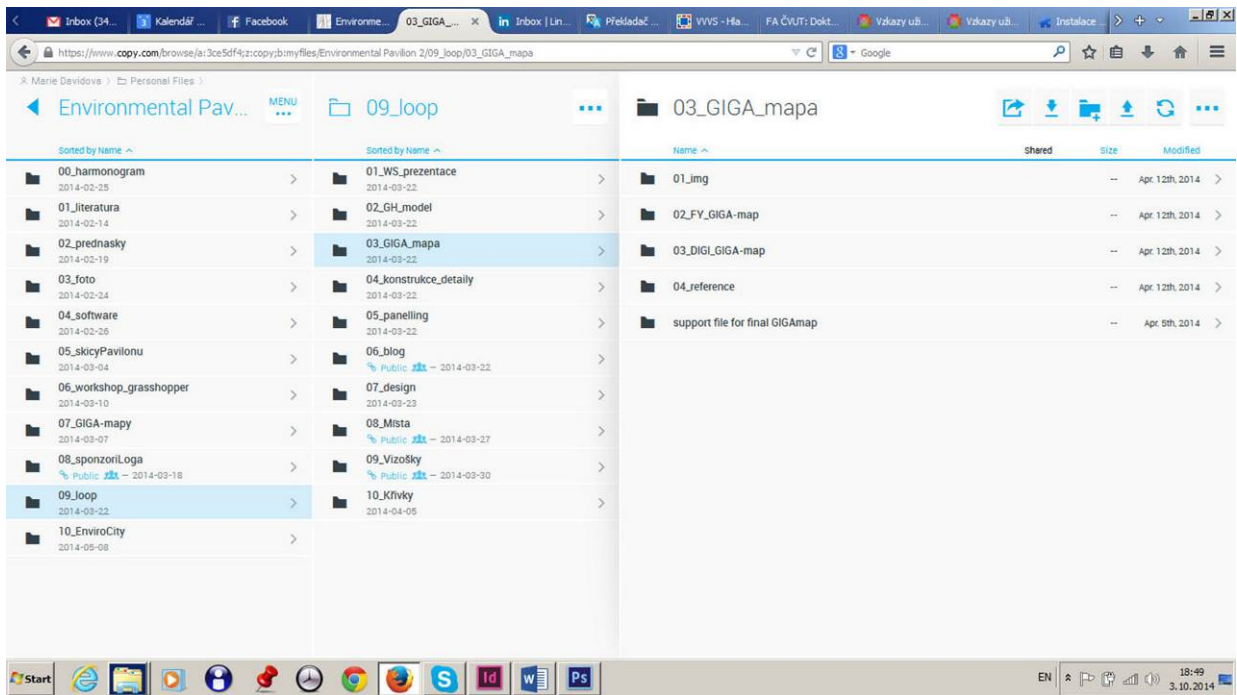 Inbox (34...
3 Kalendář ...
Facebook
Environme...
03_GIGA_...
Inbox | Lin...
Překladač ...
VVVS - Hla...
FA ČVUT: Dokt...
Vzkazy uži...
Vzkazy uži...
Instalace ...
https://www.copy.com/browse/a:3ce5df4;z:copy;b:myfiles/Environmental Pavilion 2/09_loop/03_GIGA_mapa
Google
Marie Davidova > Personal Files >
Environmental Pav...
MENU
Sorted by Name
00_harmonogram
2014-02-25
01_literatura
2014-02-14
02_prednasky
2014-02-19
03_foto
2014-02-24
04_software
2014-02-26
05_skicyPavilonu
2014-03-04
06_workshop_grasshopper
2014-03-10
07_GIGA-mapy
2014-03-07
08_sponzoriLoga
Public — 2014-03-18
09_loop
2014-03-22
10_EnviroCity
2014-05-08
09_loop
Sorted by Name
01_WS_prezentace
2014-03-22
02_GH_model
2014-03-22
03_GIGA_mapa
2014-03-22
04_konstrukce_detaily
2014-03-22
05_panelling
2014-03-22
06_blog
Public — 2014-03-22
07_design
2014-03-23
08_Místa
Public — 2014-03-27
09_Vizošky
Public — 2014-03-30
10_Křivky
2014-04-05
03_GIGA_mapa
Name Shared Size Modified
01_img -- Apr. 12th, 2014
02_FY_GIGA-map -- Apr. 12th, 2014
03_DIGI_GIGA-map -- Apr. 12th, 2014
04_reference -- Apr. 12th, 2014
support file for final GIGAmap -- Apr. 5th, 2014
Start
Id
W
Ps
EN
18:49
3.10.2014